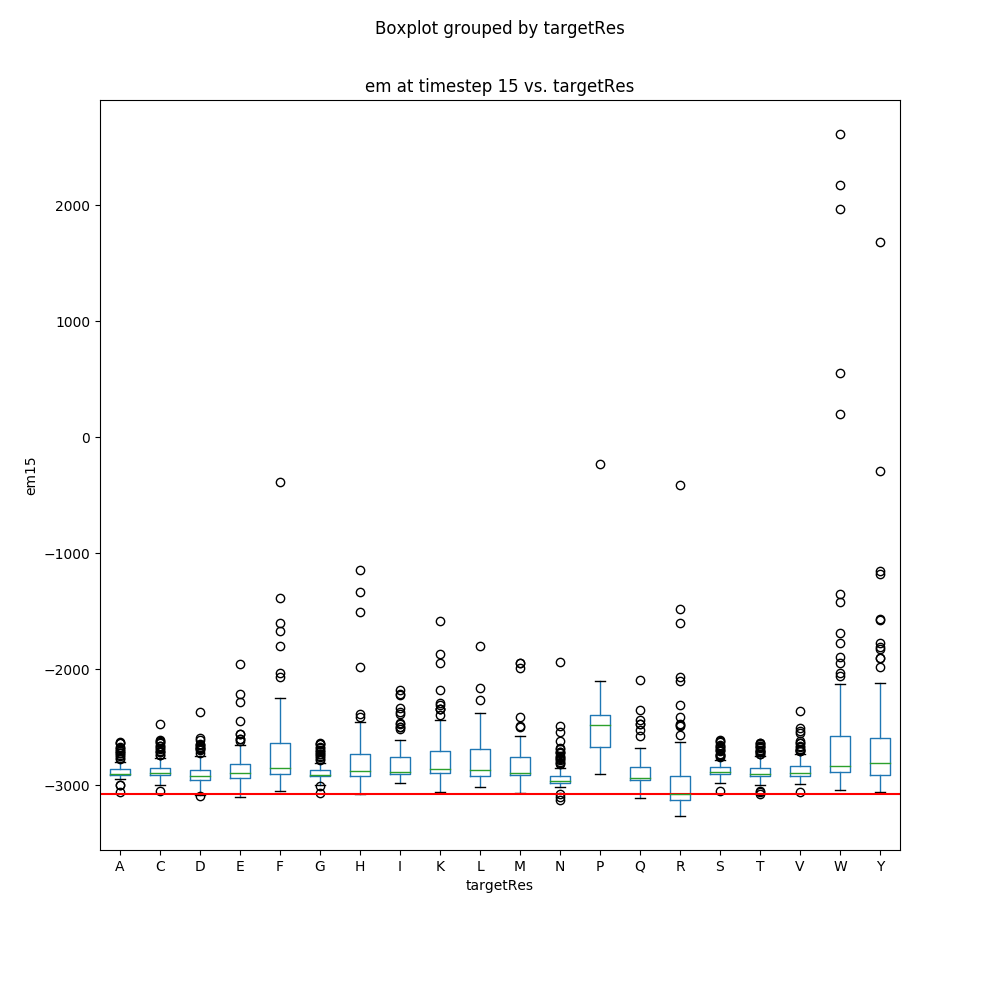 Boxplot grouped by targetRes
em at timestep 15 vs. targetRes
2000
1000
0
−1000
−2000
−3000
em15
A C D E F G H I K L M N P Q R S T V W Y
targetRes